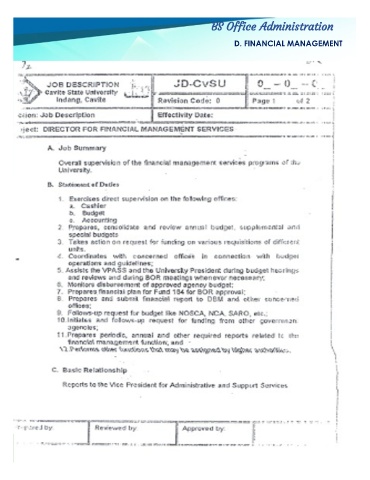 BS Office Administration
D. FINANCIAL MANAGEMENT
JOB DESCRIPTION
Cavite State University
Indang, Cavite
JD-CvSU
Revision Code: 0
Page 1 of 2
Job Description
Effectivity Date:
DIRECTOR FOR FINANCIAL MANAGEMENT SERVICES
A. Job Summary
Overall supervision of the financial management services programs of the
University.
B. Statement of Duties
1. Exercises direct supervision on the following offices:
a. Cashier
b. Budget
c. Accounting
2. Prepares, consolidate and review annual budget, supplemental and
special budgets
3. Takes action on request for funding on various requisitions of different
units.
4. Coordinates with concerned offices in connection with budget
operations and guidelines;
5. Assists the VPASS and the University President during budget hearings
and reviews and during BOR meetings whenever necessary;
6. Monitors disbursement of approved agency budget;
7. Prepares financial plan for Fund 164 for BOR approval;
8. Prepares and submit financial report to DBM and other concerned
offices;
9. Follows-up request for budget like NOSCA, NCA, SARO, etc.;
10. Initiates and follows-up request for funding from other government
agencies;
11. Prepares periodic, annual and other required reports related to the
financial management function; and
12. Performs other functions that may be assigned by higher authorities.
C. Basic Relationship
Reports to the Vice President for Administrative and Support Services
by
Reviewed by:
Approved by: